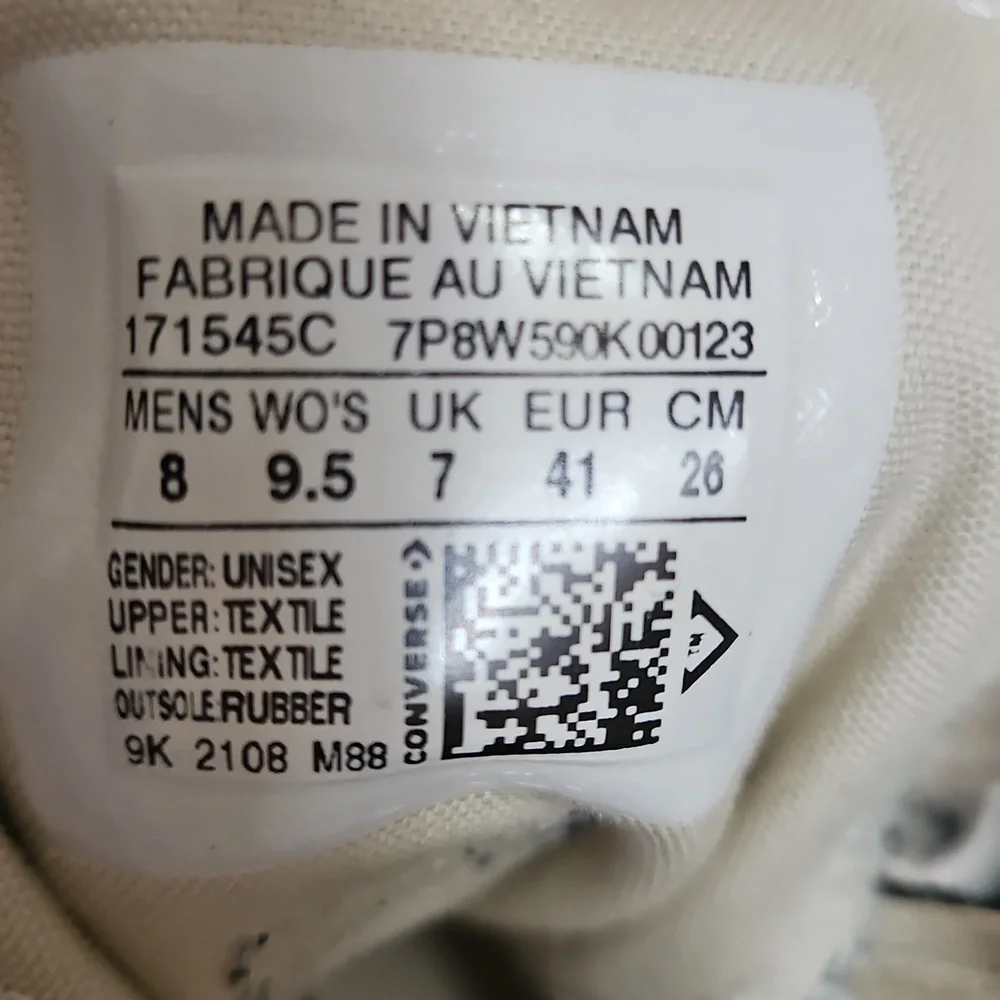 MADE IN VIETNAM
FABRIQUE AU VIETNAM
171545C 7P8W590K00123
MENS WO'S UK EUR CM
8 9.5 7 41 26
GENDER: UNISEX
UPPER: TEXTILE
LINING: TEXTILE
OUTSOLE: RUBBER
9K 2108 M88
CONVERSE
TM